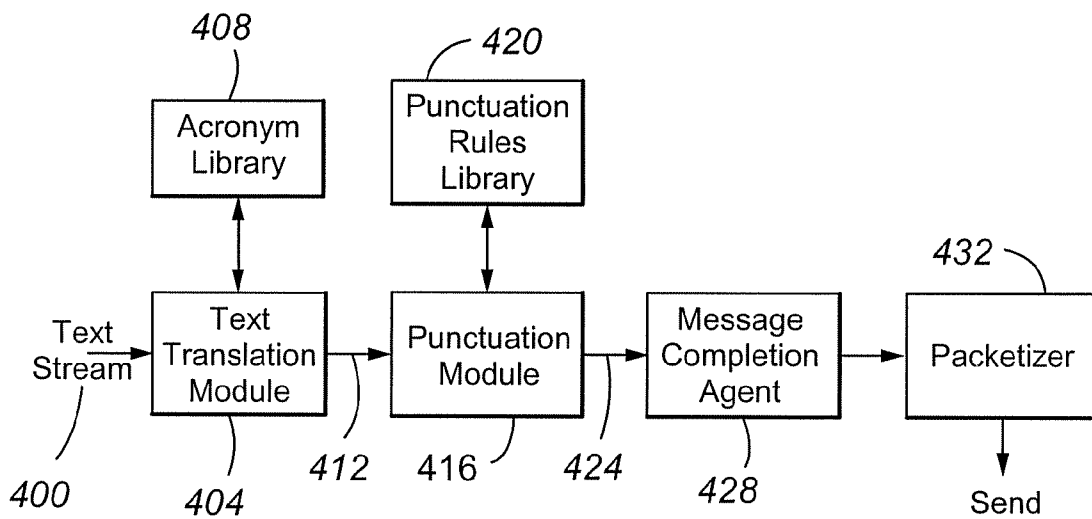 408
420
Acronym
Library
Punctuation
Rules
Library
432
Text
Stream
Text
Translation
Module
Punctuation
Module
Message
Completion
Agent
Packetizer
400
404
412
416
424
428
Send